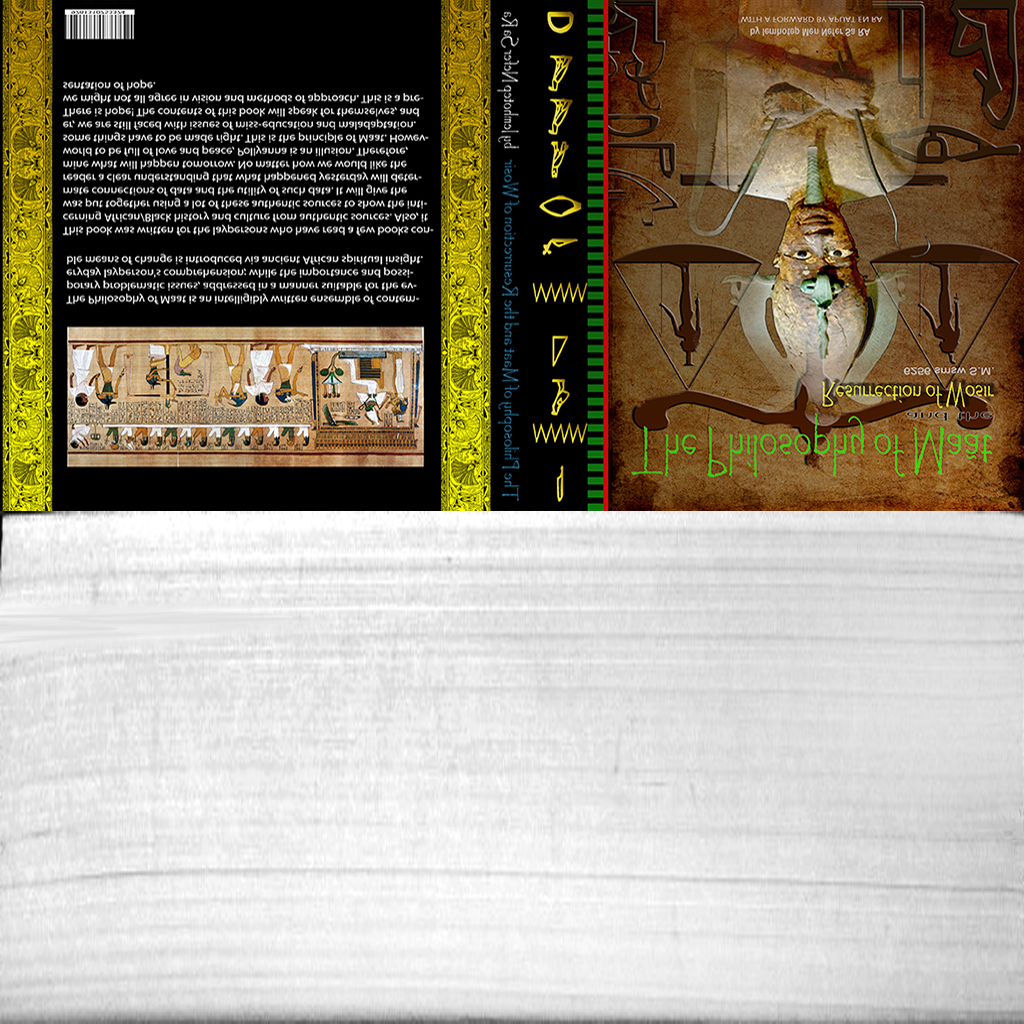 The Philosophy of Maat is an intelligibly written ensemble of contem-
porary problematic issues, addressed in a manner suitable for the ev-
eryday layperson's comprehension; while the importance and possi-
ble means of change is introduced via ancient African spiritual insight.
This book was written for the laypersons who have read a few books con-
cerning African/Black history and culture from authentic sources. Also, it
was put together using a lot of these authentic sources to show the inti-
mate connections of data and the utility of such data. It will give the
reader a clear understanding that what happened yesterday will deter-
mine what will happen tomorrow. No matter how we would like the
world to be full of love and peace, Pollyanna is an illusion. Therefore,
some things have to be made right. This is the principle of Maat. Howev-
er, we are still faced with issues of miss-education and maladaptation.
There is hope! The contents of this book will speak for themselves, and
we might not all agree in vision and methods of approach. This is a pre-
sentation of hope.
9781310753374
The Philosophy of Maat and the Resurrection of Wosir by Iemhotep Nefer Sa Ra
The Philosophy of Maāt
and the
Resurrection of Wosir
6256 smsw S.M.
by Iemhotep Men Nefer Sa RA
WITH A FORWARD BY APUAT EN RA